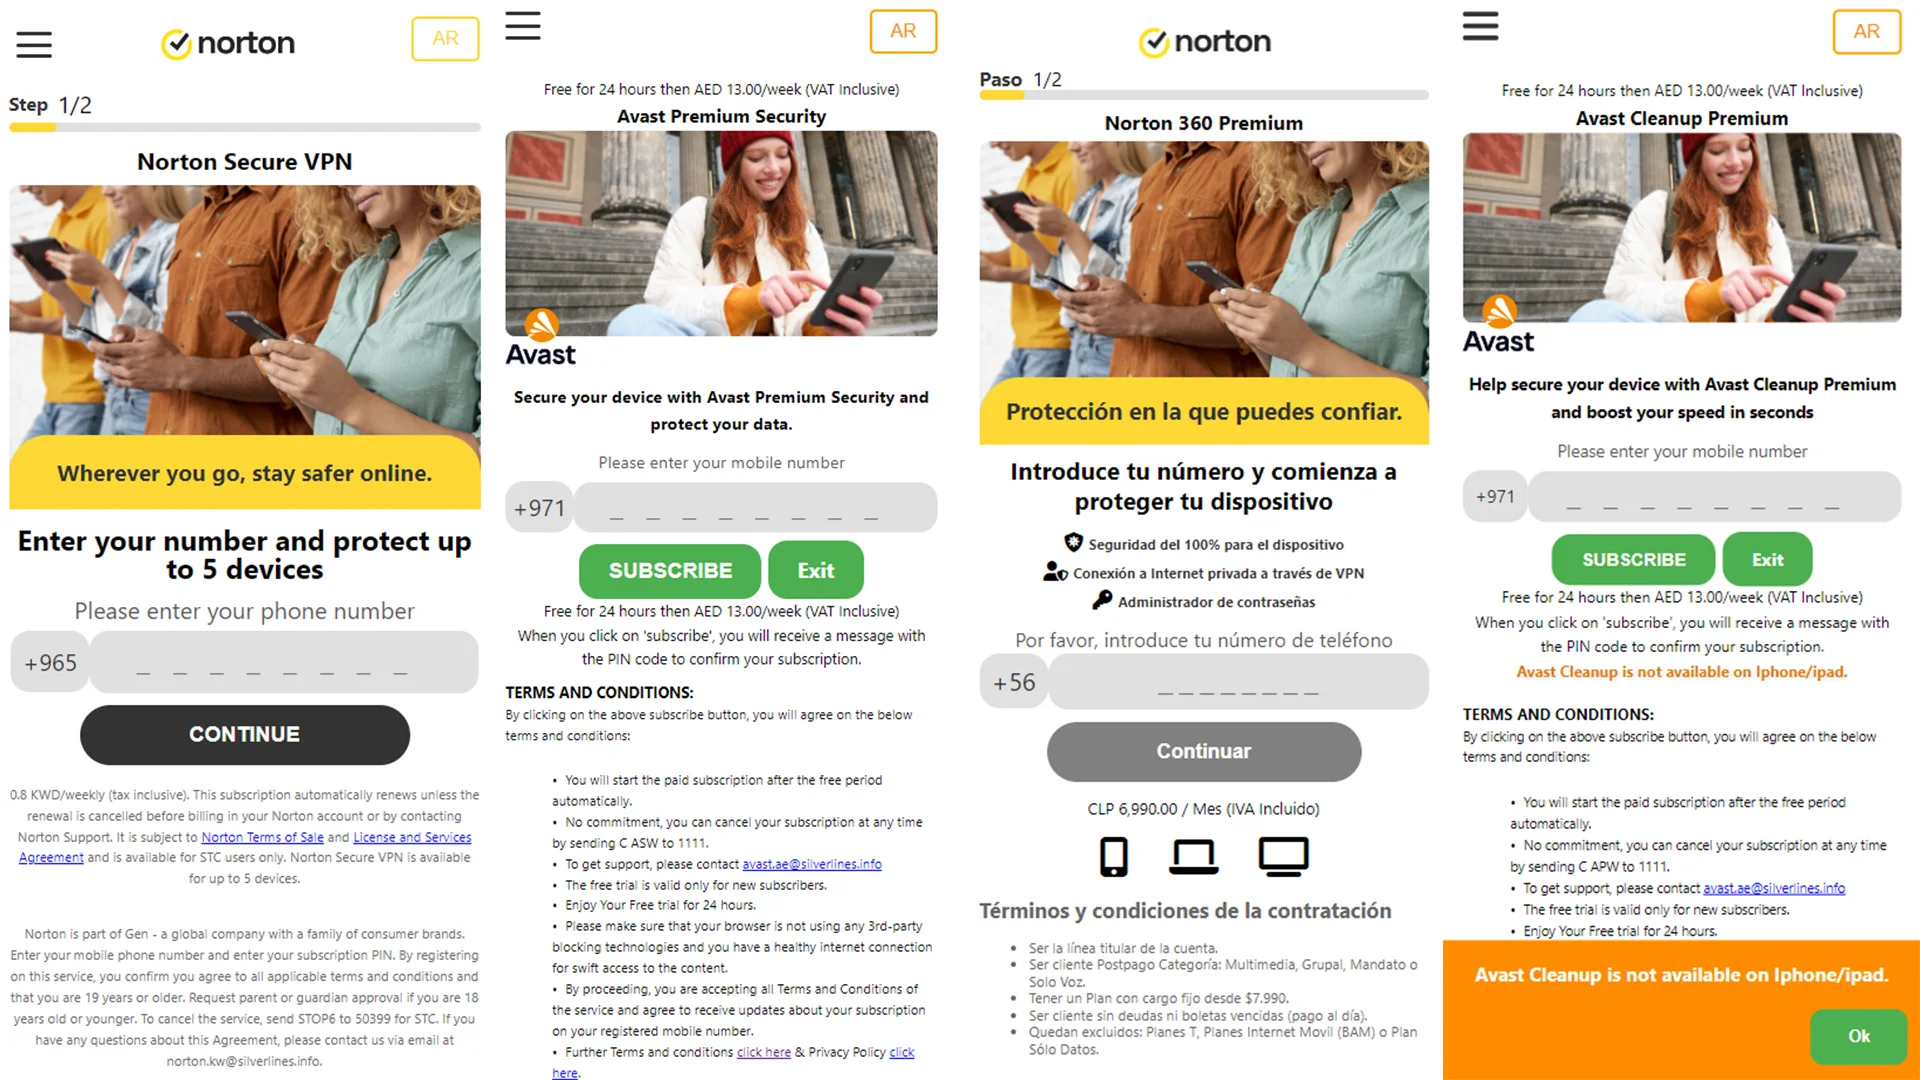 norton
AR
Step 1/2
Norton Secure VPN
Wherever you go, stay safer online.
Enter your number and protect up
to 5 devices
Please enter your phone number
+965 _ _ _ _ _ _ _ _
CONTINUE
0.8 KWD/weekly (tax inclusive). This subscription automatically renews unless the
renewal is cancelled before billing in your Norton account or by contacting
Norton Support. It is subject to Norton Terms of Sale and License and Services
Agreement and is available for STC users only. Norton Secure VPN is available
for up to 5 devices.
Norton is part of Gen - a global company with a family of consumer brands.
Enter your mobile phone number and enter your subscription PIN. By registering
on this service, you confirm you agree to all applicable terms and conditions and
that you are 19 years or older. Request parent or guardian approval if you are 18
years old or younger. To cancel the service, send STOP6 to 50399 for STC. If you
have any questions about this Agreement, please contact us via email at
norton.kw@silverlines.info.
AR
Free for 24 hours then AED 13.00/week (VAT Inclusive)
Avast Premium Security
Avast
Secure your device with Avast Premium Security and
protect your data.
Please enter your mobile number
+971 _ _ _ _ _ _ _ _
SUBSCRIBE
Exit
Free for 24 hours then AED 13.00/week (VAT Inclusive)
When you click on 'subscribe', you will receive a message with
the PIN code to confirm your subscription.
TERMS AND CONDITIONS:
By clicking on the above subscribe button, you will agree on the below
terms and conditions:
• You will start the paid subscription after the free period
automatically.
• No commitment, you can cancel your subscription at any time
by sending C ASW to 1111.
• To get support, please contact avast.ae@silverlines.info
• The free trial is valid only for new subscribers.
• Enjoy Your Free trial for 24 hours.
• Please make sure that your browser is not using any 3rd-party
blocking technologies and you have a healthy internet connection
for swift access to the content.
• By proceeding, you are accepting all Terms and Conditions of
the service and agree to receive updates about your subscription
on your registered mobile number.
• Further Terms and conditions click here & Privacy Policy click
here.
norton
Paso 1/2
Norton 360 Premium
Protección en la que puedes confiar.
Introduce tu número y comienza a
proteger tu dispositivo
Seguridad del 100% para el dispositivo
Conexión a Internet privada a través de VPN
Administrador de contraseñas
Por favor, introduce tu número de teléfono
+56 _ _ _ _ _ _ _ _
Continuar
CLP 6,990.00 / Mes (IVA Incluido)
Términos y condiciones de la contratación
• Ser la línea titular de la cuenta.
• Ser cliente Postpago Categoría: Multimedia, Grupal, Mandato o
Solo Voz.
• Tener un Plan con cargo fijo desde $7.990.
• Ser cliente sin deudas ni boletas vencidas (pago al día).
• Quedan excluidos: Planes T, Planes Internet Movil (BAM) o Plan
Sólo Datos.
AR
Free for 24 hours then AED 13.00/week (VAT Inclusive)
Avast Cleanup Premium
Avast
Help secure your device with Avast Cleanup Premium
and boost your speed in seconds
Please enter your mobile number
+971 _ _ _ _ _ _ _ _
SUBSCRIBE
Exit
Free for 24 hours then AED 13.00/week (VAT Inclusive)
When you click on 'subscribe', you will receive a message with
the PIN code to confirm your subscription.
Avast Cleanup is not available on Iphone/ipad.
TERMS AND CONDITIONS:
By clicking on the above subscribe button, you will agree on the below
terms and conditions:
• You will start the paid subscription after the free period
automatically.
• No commitment, you can cancel your subscription at any time
by sending C APW to 1111.
• To get support, please contact avast.ae@silverlines.info
• The free trial is valid only for new subscribers.
• Enjoy Your Free trial for 24 hours.
Avast Cleanup is not available on Iphone/ipad.
Ok